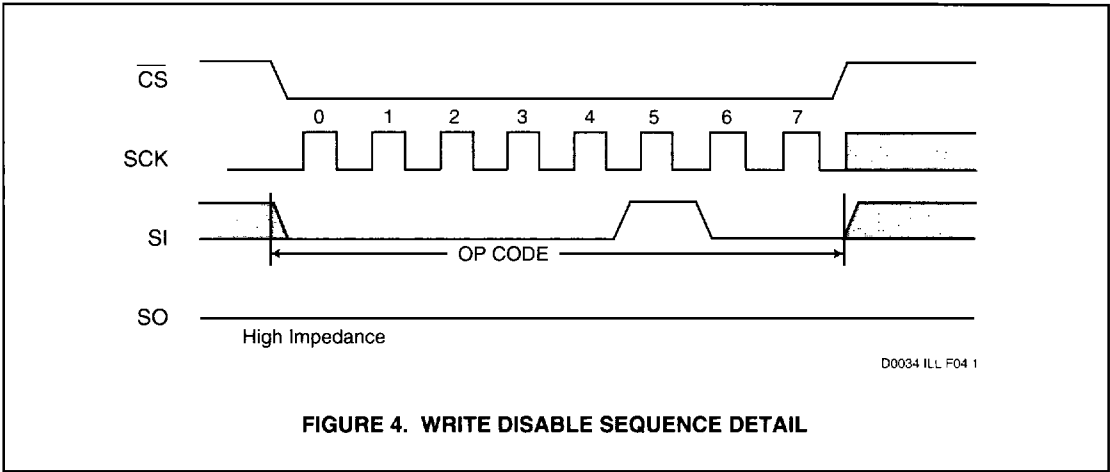 CS
0 1 2 3 4 5 6 7
SCK
SI
OP CODE
SO
High Impedance
D0034 ILL F04 1
FIGURE 4. WRITE DISABLE SEQUENCE DETAIL